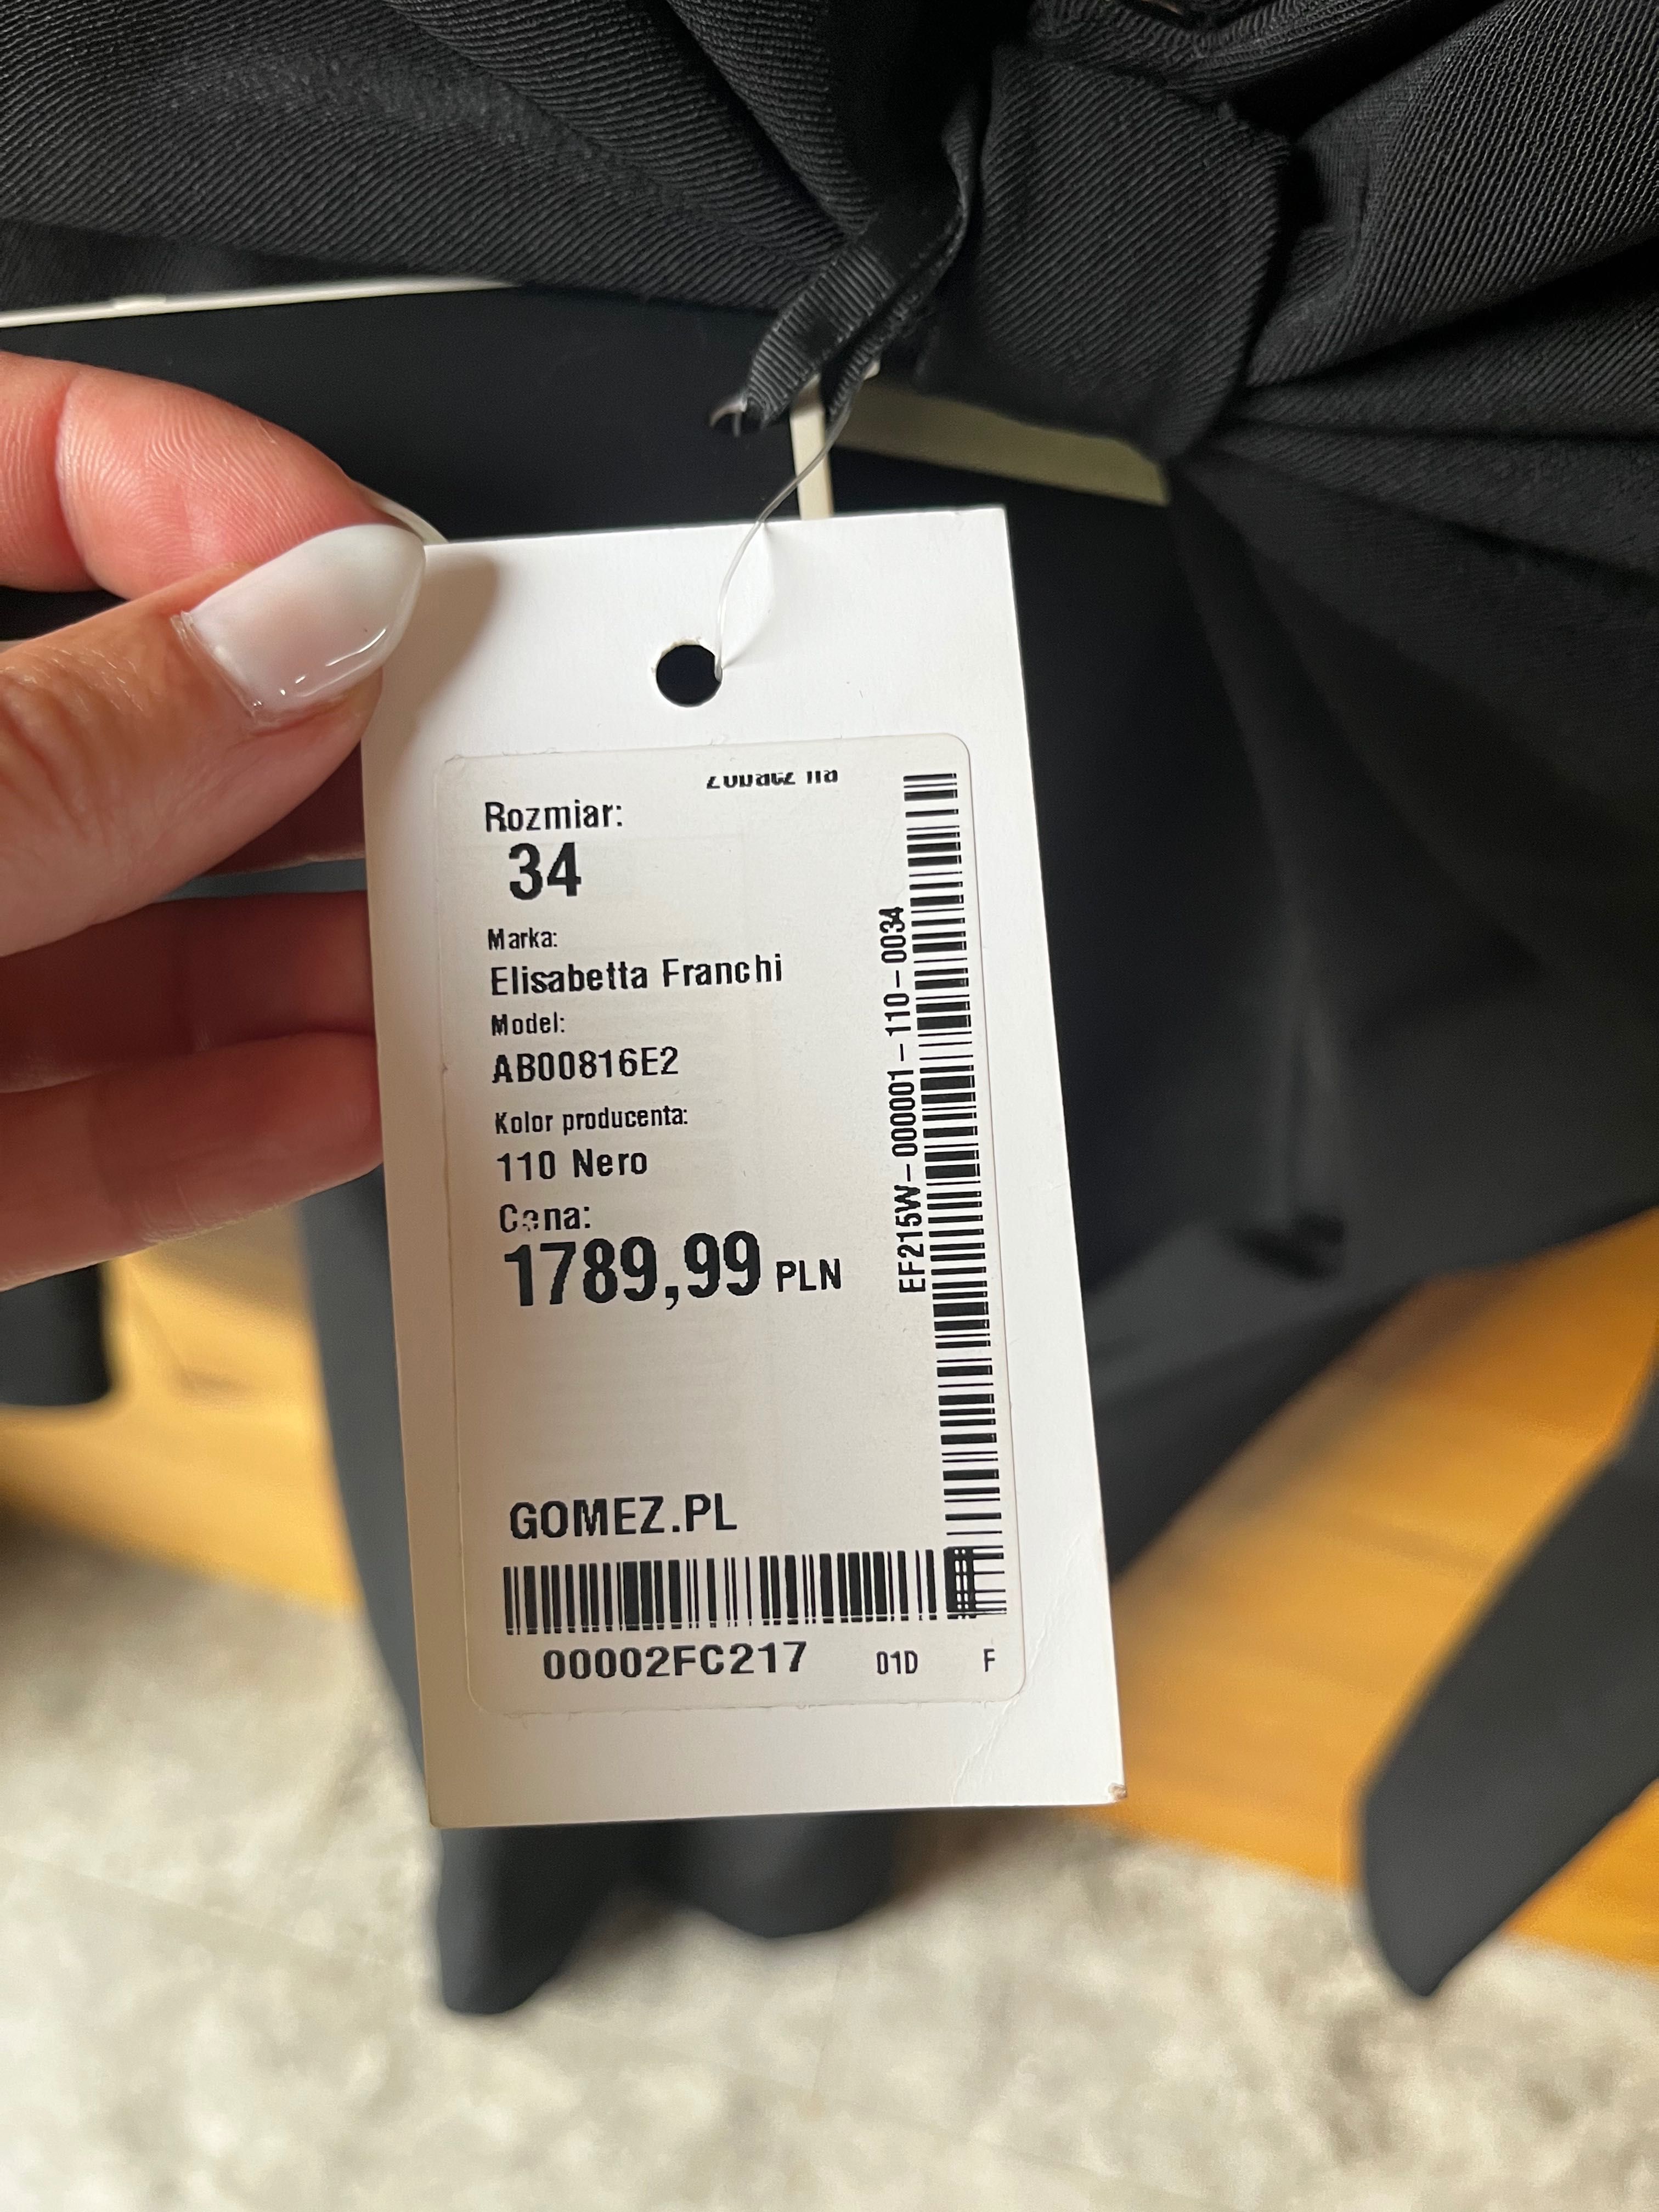 Rozmiar:
34
Marka:
Elisabetta Franchi
Model:
AB00816E2
Kolor producenta:
110 Nero
Cena:
1789,99 PLN
EF215W-000001-110-0034
GOMEZ.PL
00002FC217 01D F